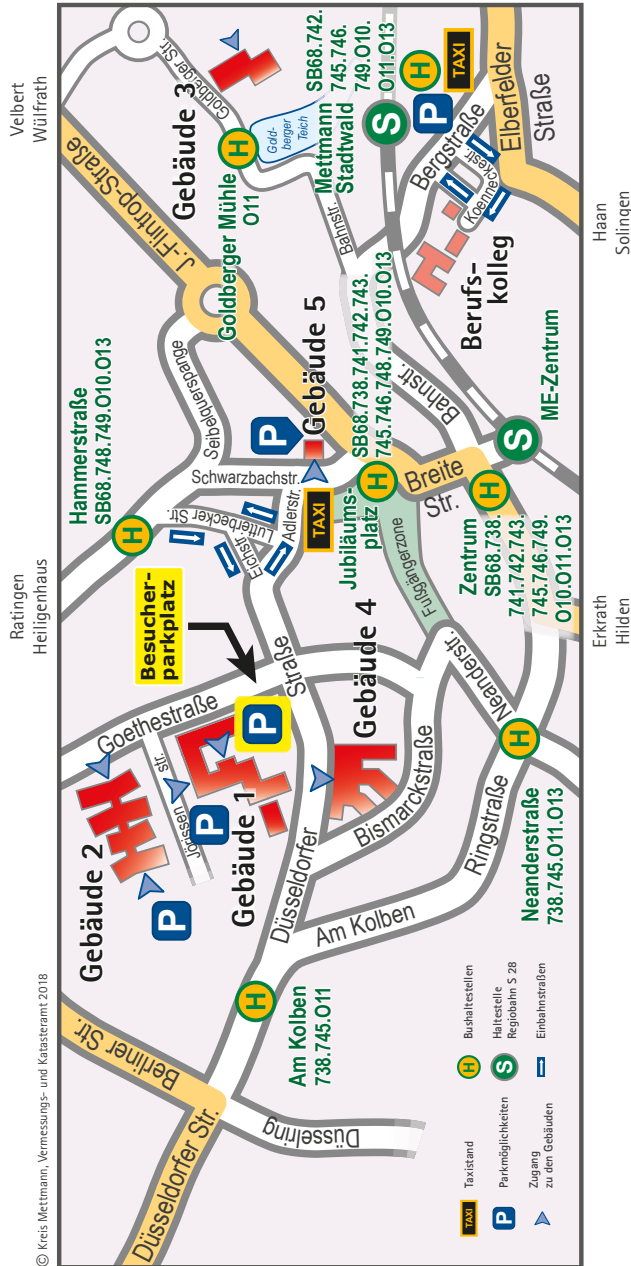 © Kreis Mettmann, Vermessungs- und Katasteramt 2018
Ratingen
Heiligenhaus
Velbert
Wülfrath
Düsseldorfer Str.
Berliner Str.
Düsselring
Am Kolben
738.745.O11
H
Gebäude 2
P
Jörissen
str.
P
Gebäude 1
Goethestraße
Besucher-
parkplatz
P
Düsseldorfer
Straße
Am Kolben
Bismarckstraße
Gebäude 4
Ringstraße
Neanderstr.
H
Neanderstraße
738.745.O11.O13
Fußgängerzone
Eichstr.
Lutterbecker Str.
Adlerstr.
Schwarzbachstr.
Seibelquerspange
H
Hammerstraße
SB68.748.749.O10.O13
TAXI
P
Gebäude 5
Jubiläums-
platz
H
SB68.738.741.742.743.
745.746.748.749.O10.O13
Breite
Str.
H
Zentrum
SB68.738.
741.742.743.
745.746.749.
O10.O11.O13
S
ME-Zentrum
Bahnstr.
Bahnstr.
J.-Flintrop-Straße
Goldberger Mühle
O11
H
Gebäude 3
Goldberger Str.
Gold-
berger
Teich
Mettmann
Stadtwald
S
SB68.742.
745.746.
749.O10.
O11.O13
H
P
TAXI
Bergstraße
Koenneckestr.
Elberfelder
Straße
Berufs-
kolleg
TAXI
Taxistand
P
Parkmöglichkeiten
Zugang
zu den Gebäuden
H
Bushaltestellen
S
Haltestelle
Regiobahn S 28
Einbahnstraßen
Erkrath
Hilden
Haan
Solingen